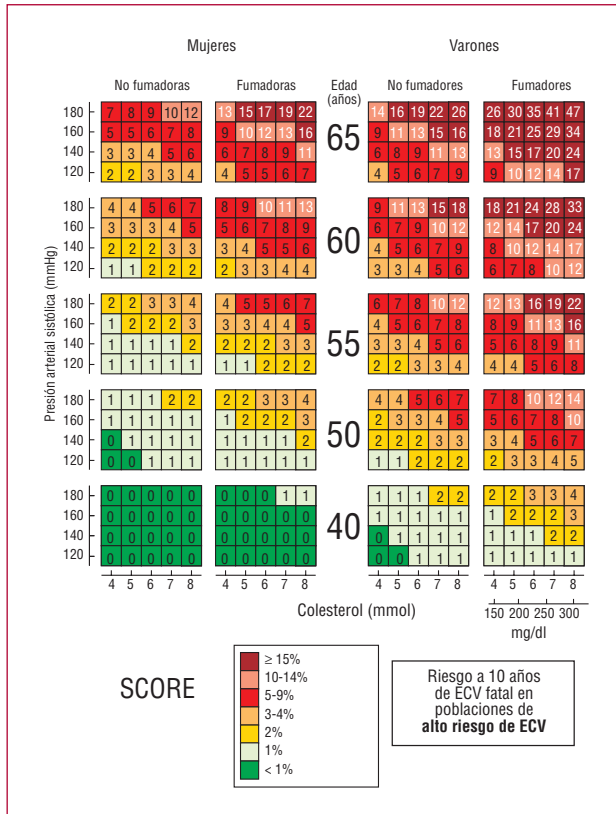 Mujeres Varones
No fumadoras Fumadoras Edad (años) No fumadores Fumadores
180 7 8 9 10 12 13 15 17 19 22 14 16 19 22 26 26 30 35 41 47
160 5 5 6 7 8 9 10 12 13 16 9 11 13 15 16 18 21 25 29 34
65
140 3 3 4 5 6 6 7 8 9 11 6 8 9 11 13 13 15 17 20 24
120 2 2 3 3 4 4 5 5 6 7 4 5 6 7 9 9 10 12 14 17
180 4 4 5 6 7 8 9 10 11 13 9 11 13 15 18 18 21 24 28 33
160 3 3 3 4 5 5 6 7 8 9 6 7 9 10 12 12 14 17 20 24
60
140 2 2 2 3 3 3 4 5 5 6 4 5 6 7 9 8 10 12 14 17
120 1 1 2 2 2 2 3 3 4 4 3 3 4 5 6 6 7 8 10 12
180 2 2 3 3 4 4 5 5 6 7 6 7 8 10 12 12 13 16 19 22
160 1 2 2 2 3 3 3 4 4 5 4 5 6 7 8 8 9 11 13 16
55
140 1 1 1 1 2 2 2 2 3 3 3 3 4 5 6 5 6 8 9 11
120 1 1 1 1 1 1 1 2 2 2 2 2 3 3 4 4 4 5 6 8
180 1 1 1 2 2 2 2 3 3 4 4 4 5 6 7 7 8 10 12 14
160 1 1 1 1 1 1 2 2 2 3 2 3 3 4 5 5 6 7 8 10
50
140 0 1 1 1 1 1 1 1 1 2 2 2 2 3 3 3 4 5 6 7
120 0 0 1 1 1 1 1 1 1 1 1 1 2 2 2 2 3 3 4 5
180 0 0 0 0 0 0 0 0 1 1 1 1 1 2 2 2 2 3 3 4
160 0 0 0 0 0 0 0 0 0 0 1 1 1 1 1 1 2 2 2 3
40
140 0 0 0 0 0 0 0 0 0 0 0 1 1 1 1 1 1 1 2 2
120 0 0 0 0 0 0 0 0 0 0 0 0 1 1 1 1 1 1 1 1
Presión arterial sistólica (mmHg)
4 5 6 7 8 4 5 6 7 8 4 5 6 7 8 4 5 6 7 8
Colesterol (mmol)
150 200 250 300
mg/dl
SCORE
≥ 15%
10-14%
5-9%
3-4%
2%
1%
< 1%
Riesgo a 10 años
de ECV fatal en
poblaciones de
alto riesgo de ECV